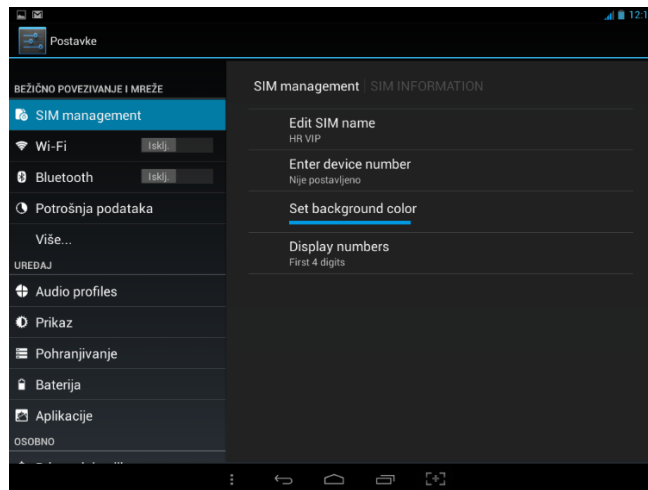 12:1
Postavke
BEŽIČNO POVEZIVANJE I MREŽE
SIM management
Wi-Fi
Isklj.
Bluetooth
Isklj.
Potrošnja podataka
Više...
UREĐAJ
Audio profiles
Prikaz
Pohranjivanje
Baterija
Aplikacije
OSOBNO
SIM management SIM INFORMATION
Edit SIM name
HR VIP
Enter device number
Nije postavljeno
Set background color
Display numbers
First 4 digits